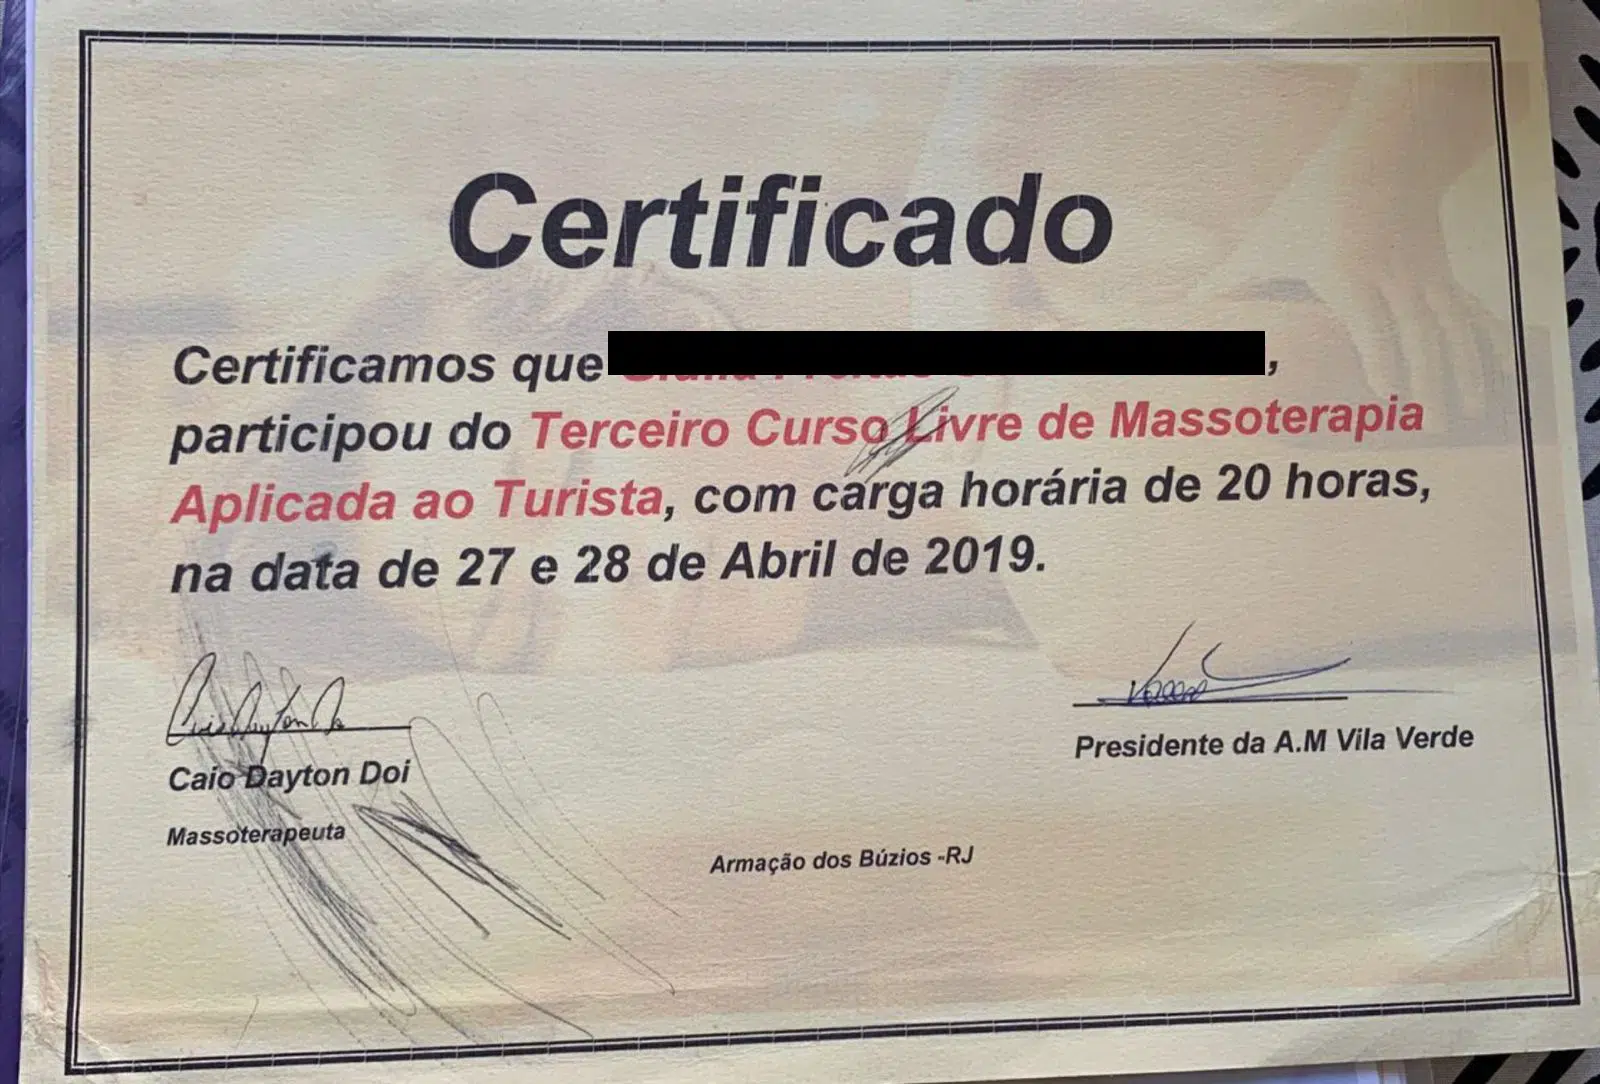 Certificado
Certificamos que ,
participou do Terceiro Curso Livre de Massoterapia
Aplicada ao Turista, com carga horária de 20 horas,
na data de 27 e 28 de Abril de 2019.
Caio Dayton Doi
Massoterapeuta
Presidente da A.M Vila Verde
Armação dos Búzios -RJ